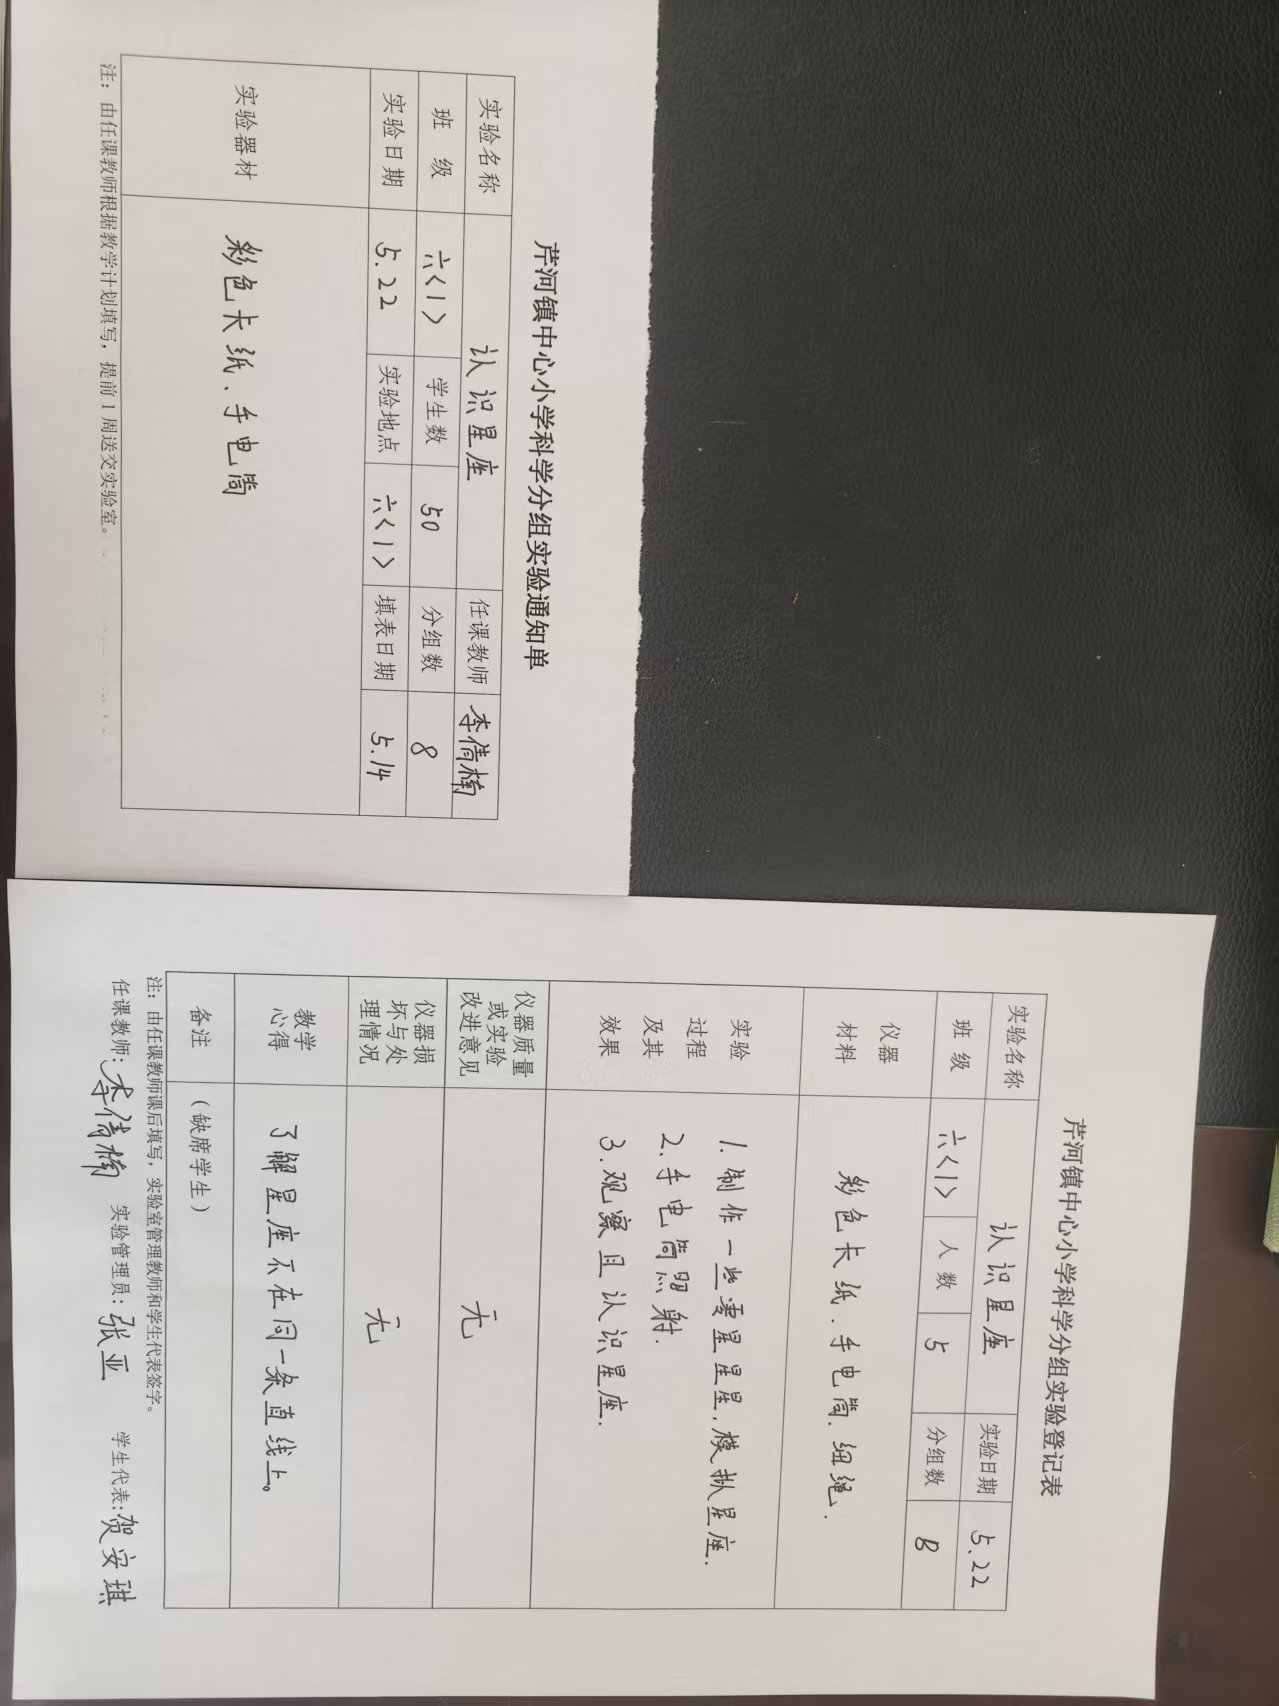 芹河镇中心小学科学分组实验通知单
实验名称 认识星座 任课教师 李倩楠
班 级 六<1> 学生数 50 分组数 8
实验日期 5.22 实验地点 六<1> 填表日期 5.14
实验器材 彩色卡纸、手电筒
注：由任课教师根据教学计划填写，提前1周送交实验室。
芹河镇中心小学科学分组实验登记表
实验名称 认识星座 实验日期 5.22
班 级 六<1> 人 数 5 分组数 8
仪器
材料
彩色卡纸.手电筒.细绳.
实验
过程
及其
效果
1.制作一些零星星星,模拟星座.
2.手电筒照射.
3.观察且认识星座.
仪器质量
或实验
改进意见
无
仪器损
坏与处
理情况
无
教学
心得
了解星座不在同一条直线上。
备注 （缺席学生）
注：由任课教师课后填写，实验室管理教师和学生代表签字。
任课教师：李倩楠 实验管理员：张亚 学生代表：贺安琪